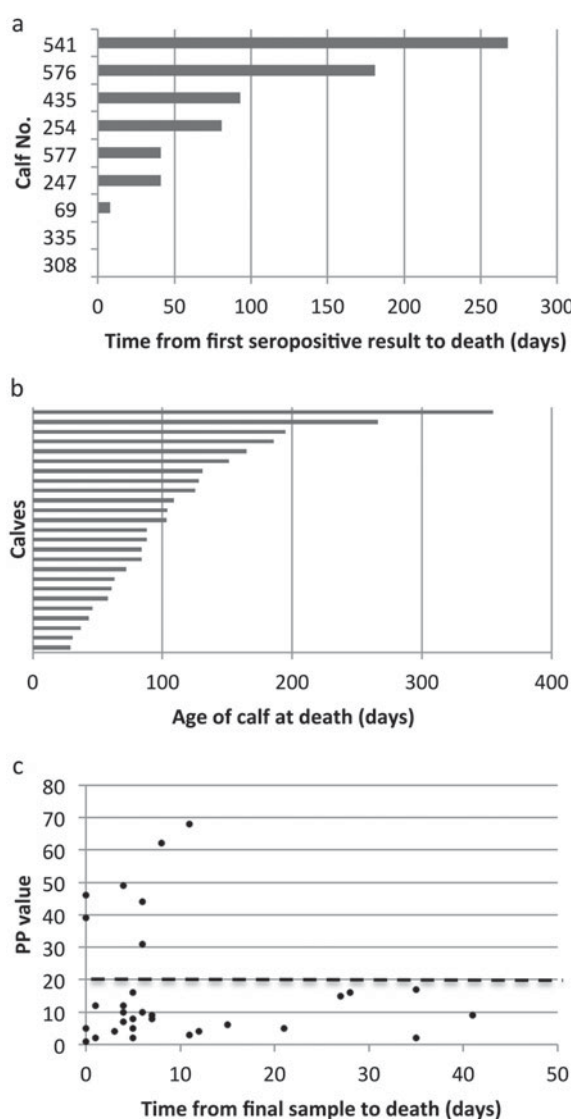 a
Calf No.
541
576
435
254
577
247
69
335
308
0 50 100 150 200 250 300
Time from first seropositive result to death (days)
b
Calves
0 100 200 300 400
Age of calf at death (days)
c
PP value
80
70
60
50
40
30
20
10
0
0 10 20 30 40 50
Time from final sample to death (days)